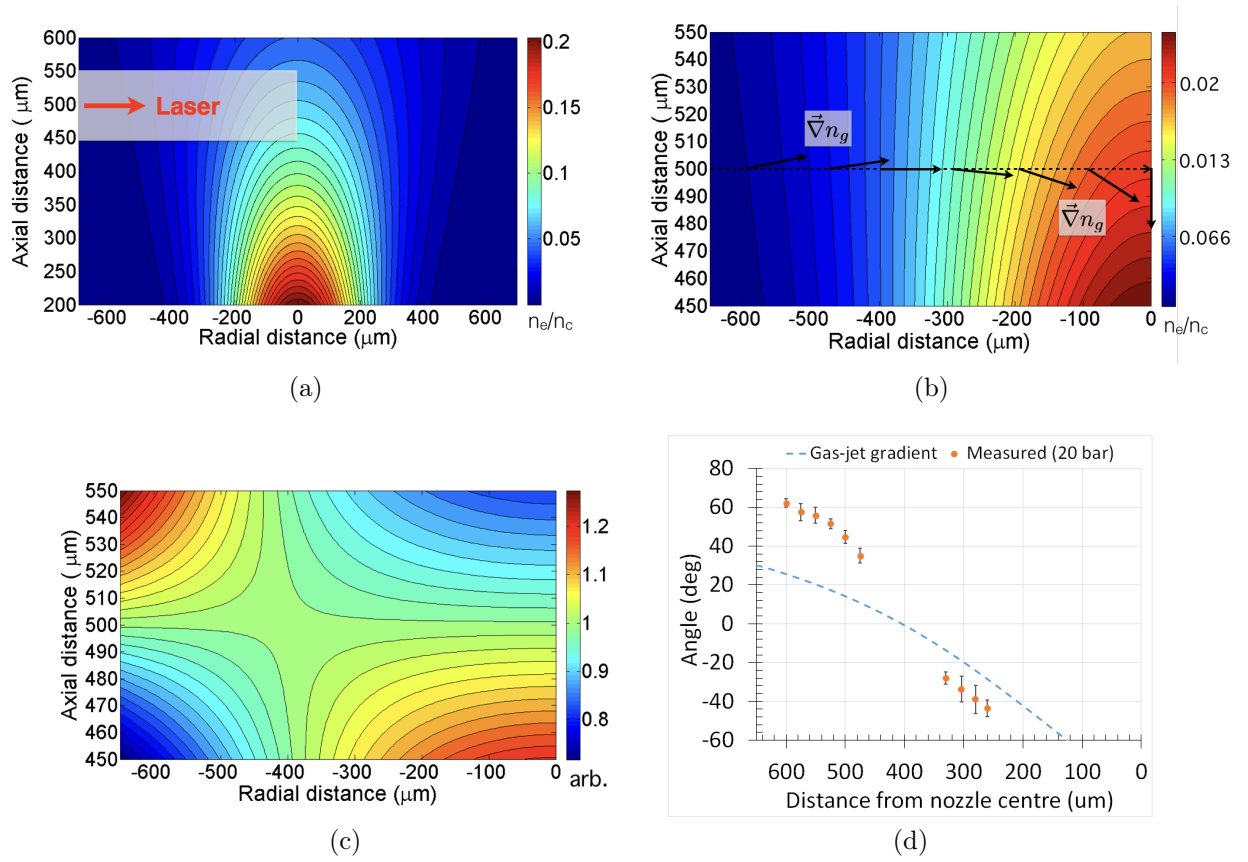 600
550
500
450
400
350
300
250
200
Axial distance ( μm)
Laser
-600 -400 -200 0 200 400 600
Radial distance (μm)
0.2
0.15
0.1
0.05
n_e/n_c
(a)
550
540
530
520
510
500
490
480
470
460
450
Axial distance ( μm)
∇⃗n_g
∇⃗n_g
-600 -500 -400 -300 -200 -100 0
Radial distance (μm)
0.02
0.013
0.066
n_e/n_c
(b)
550
540
530
520
510
500
490
480
470
460
450
Axial distance ( μm)
-600 -500 -400 -300 -200 -100 0
Radial distance (μm)
1.2
1.1
1
0.9
0.8
arb.
(c)
Gas-jet gradient Measured (20 bar)
80
60
40
20
0
-20
-40
-60
Angle (deg)
600 500 400 300 200 100 0
Distance from nozzle centre (um)
(d)